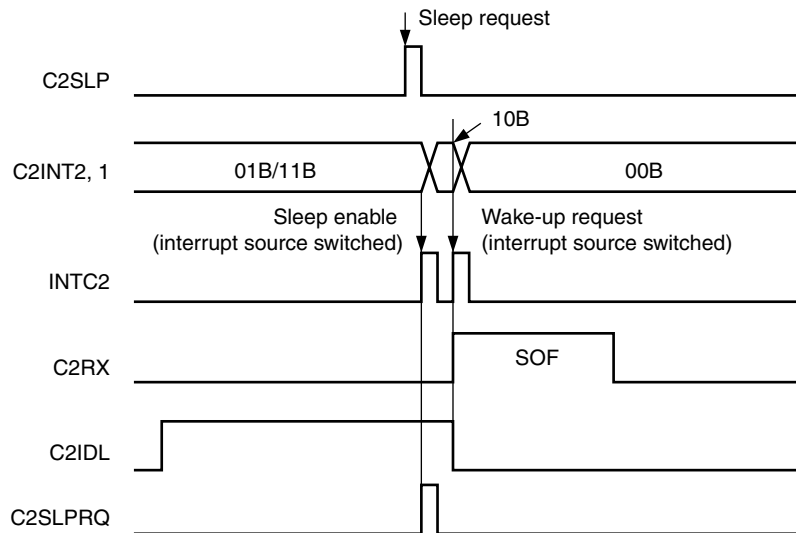 Sleep request
C2SLP
10B
C2INT2, 1
01B/11B
00B
Sleep enable
(interrupt source switched)
Wake-up request
(interrupt source switched)
INTC2
C2RX
SOF
C2IDL
C2SLPRQ